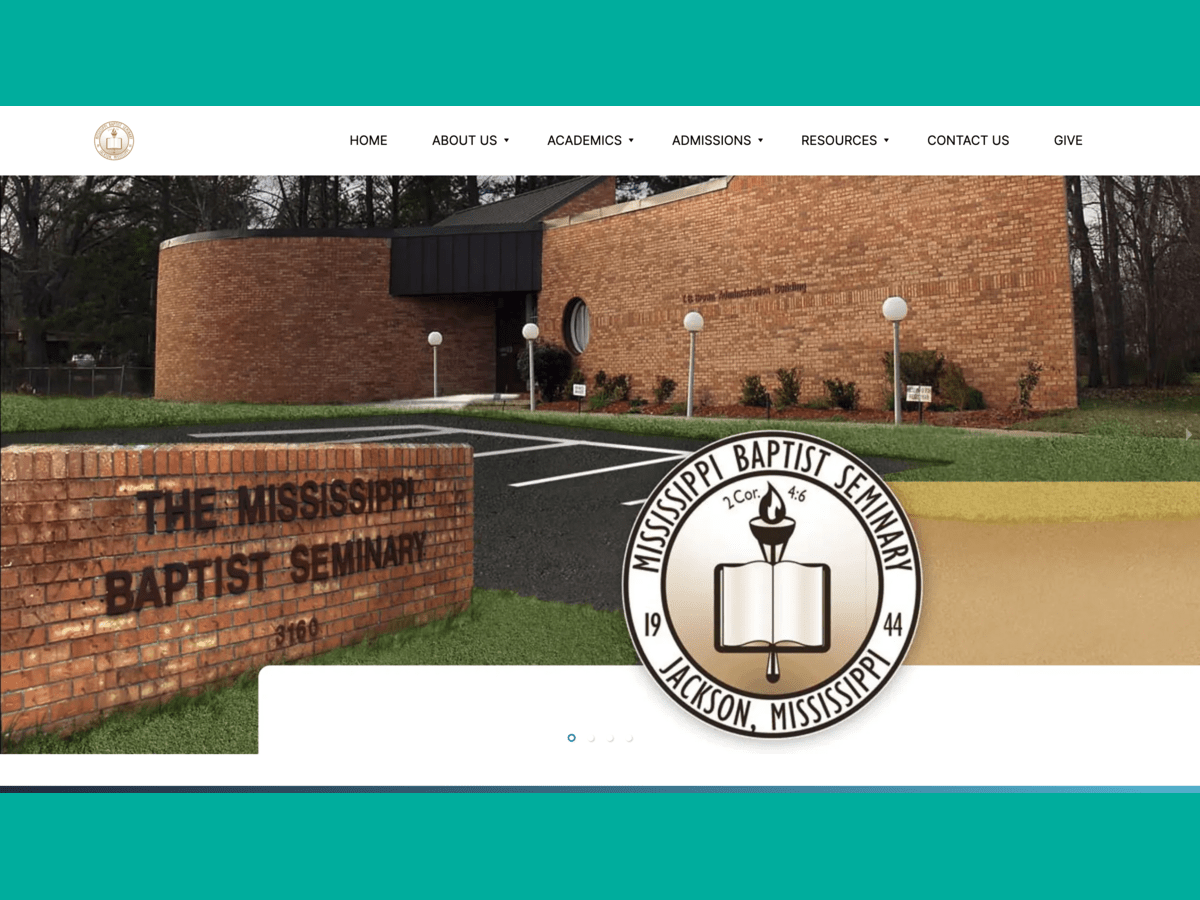 HOME ABOUT US ACADEMICS ADMISSIONS RESOURCES CONTACT US GIVE
Administration Building
THE MISSISSIPPI
BAPTIST SEMINARY
3160
MISSISSIPPI BAPTIST SEMINARY
2 Cor. 4:6
19 44
JACKSON, MISSISSIPPI